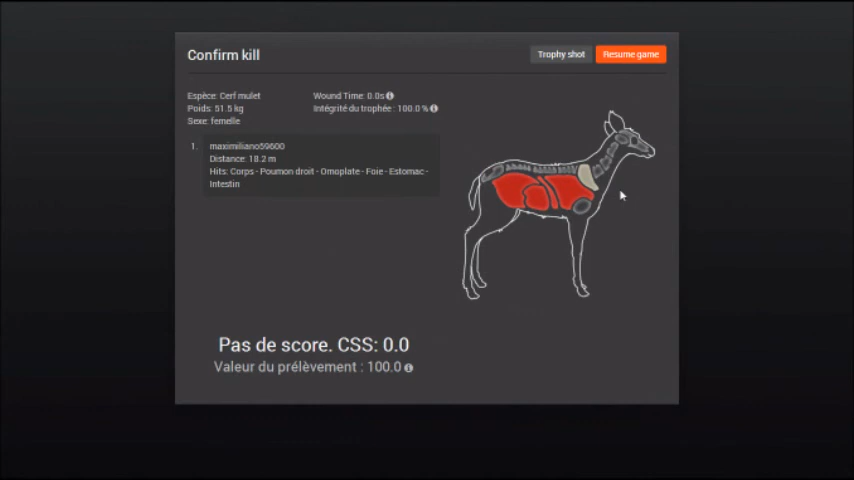 Confirm kill
Trophy shot
Resume game
Espèce: Cerf mulet
Wound Time: 0.0s
Poids: 51.5 kg
Intégrité du trophée : 100.0 %
Sexe: femelle
1. maximiliano59600
Distance: 18.2 m
Hits: Corps - Poumon droit - Omoplate - Foie - Estomac -
Intestin
Pas de score. CSS: 0.0
Valeur du prélèvement : 100.0